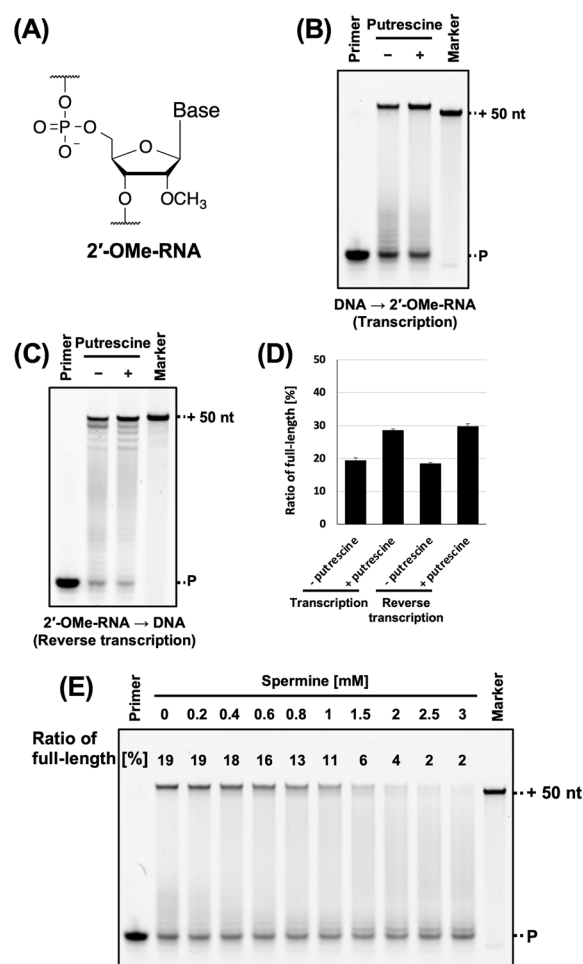 (A)
O
O=P-O
O⁻
Base
O
O
OCH₃
2′-OMe-RNA
(B)
Primer
Putrescine
− +
Marker
+ 50 nt
P
DNA → 2′-OMe-RNA
(Transcription)
(C)
Primer
Putrescine
− +
Marker
+ 50 nt
P
2′-OMe-RNA → DNA
(Reverse transcription)
(D)
Ratio of full-length [%]
50
40
30
20
10
0
- putrescine
+ putrescine
- putrescine
+ putrescine
Transcription
Reverse
transcription
(E)
Primer
Spermine [mM]
0 0.2 0.4 0.6 0.8 1 1.5 2 2.5 3
Marker
Ratio of
full-length [%] 19 19 18 16 13 11 6 4 2 2
+ 50 nt
P